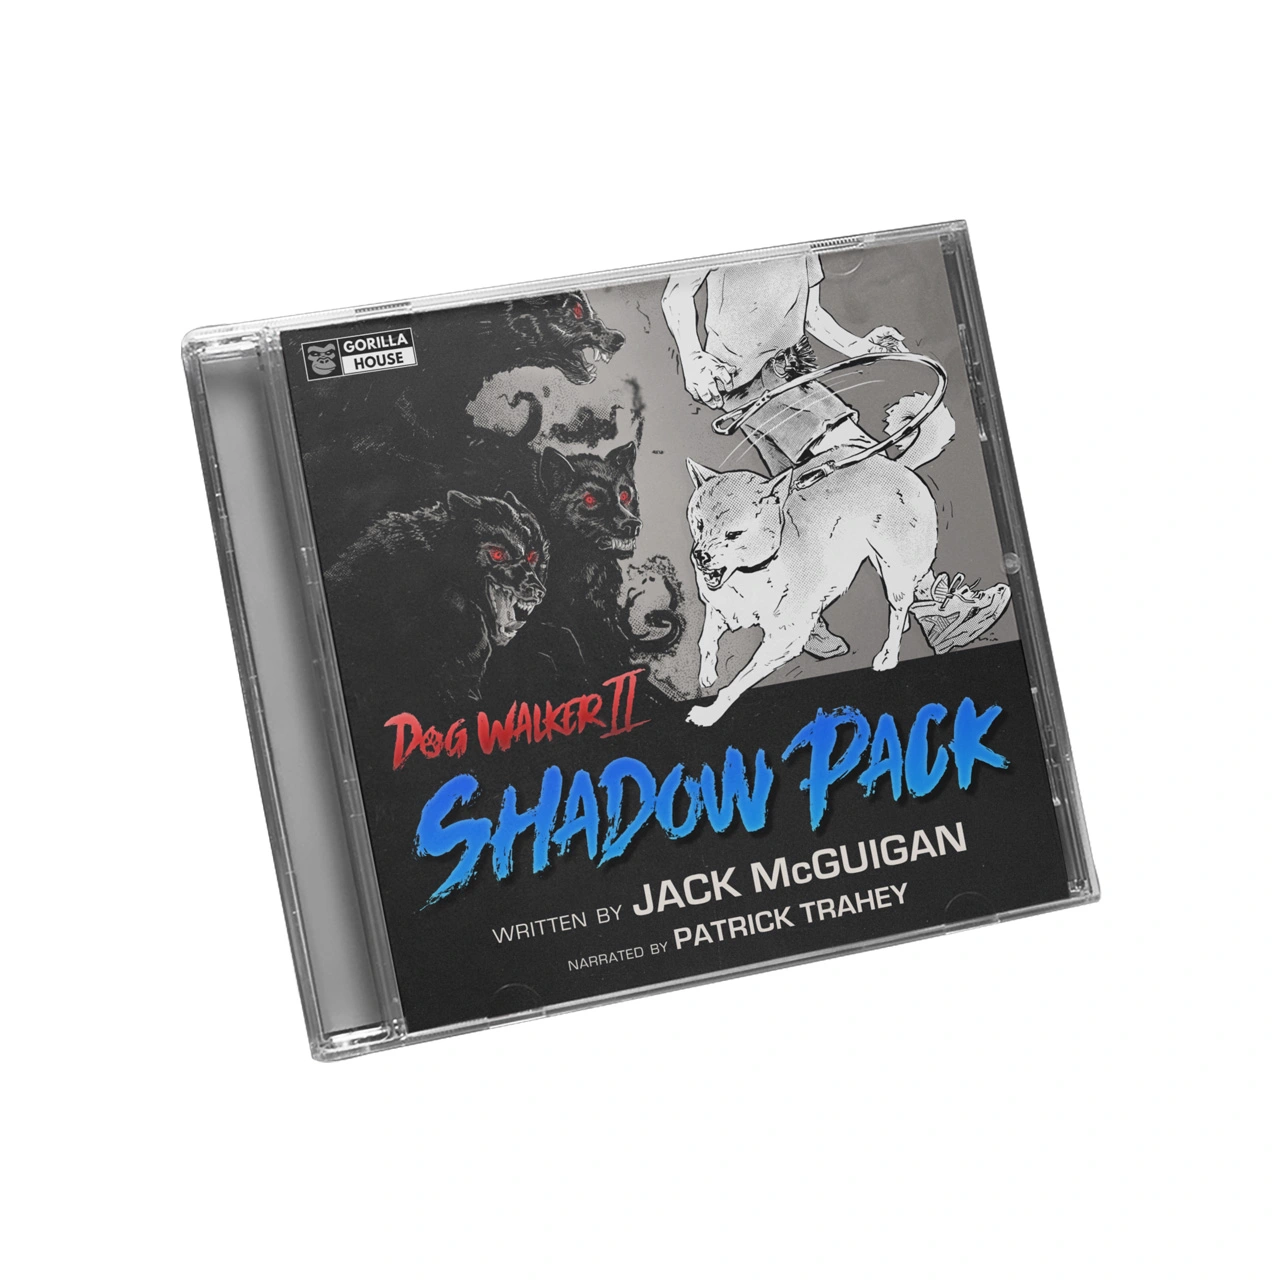 GORILLA
HOUSE
DOG WALKER II
SHADOW PACK
WRITTEN BY JACK McGUIGAN
NARRATED BY PATRICK TRAHEY